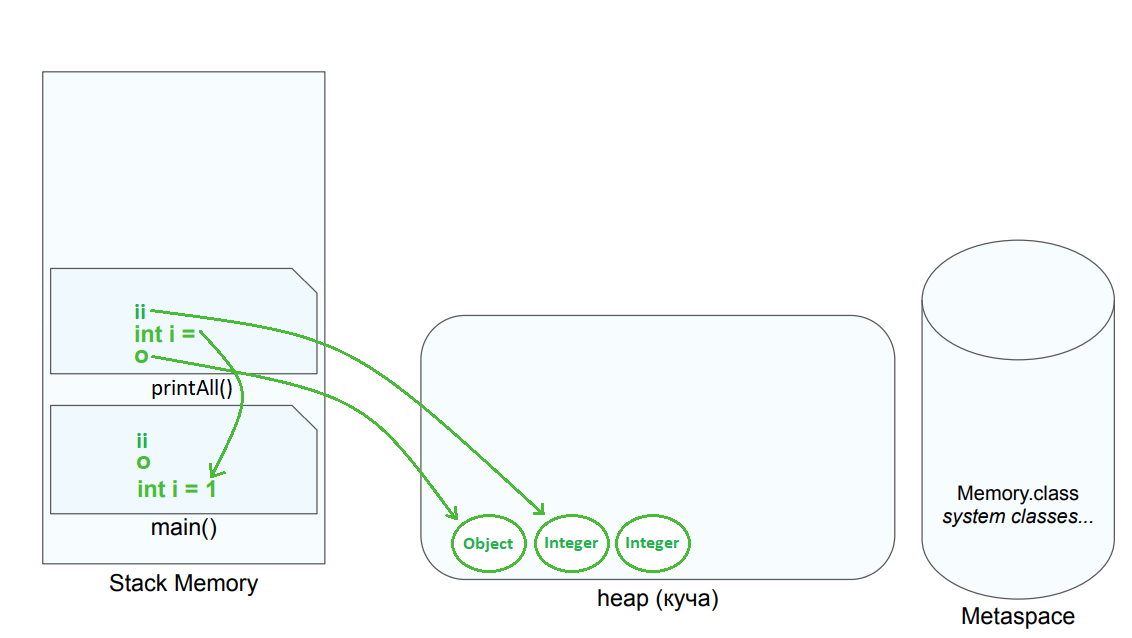 ii
int i =
o
printAll()
ii
o
int i = 1
main()
Stack Memory
Object
Integer
Integer
heap (куча)
Memory.class
system classes...
Metaspace